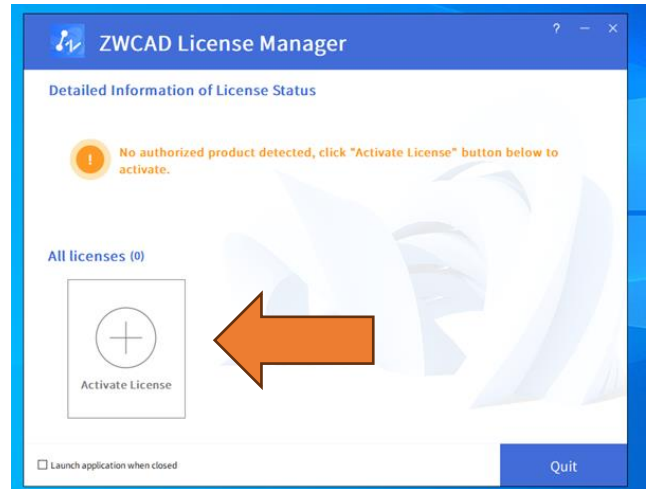 ZWCAD License Manager
? – ×
Detailed Information of License Status
! No authorized product detected, click "Activate License" button below to
activate.
All licenses (0)
Activate License
Launch application when closed
Quit